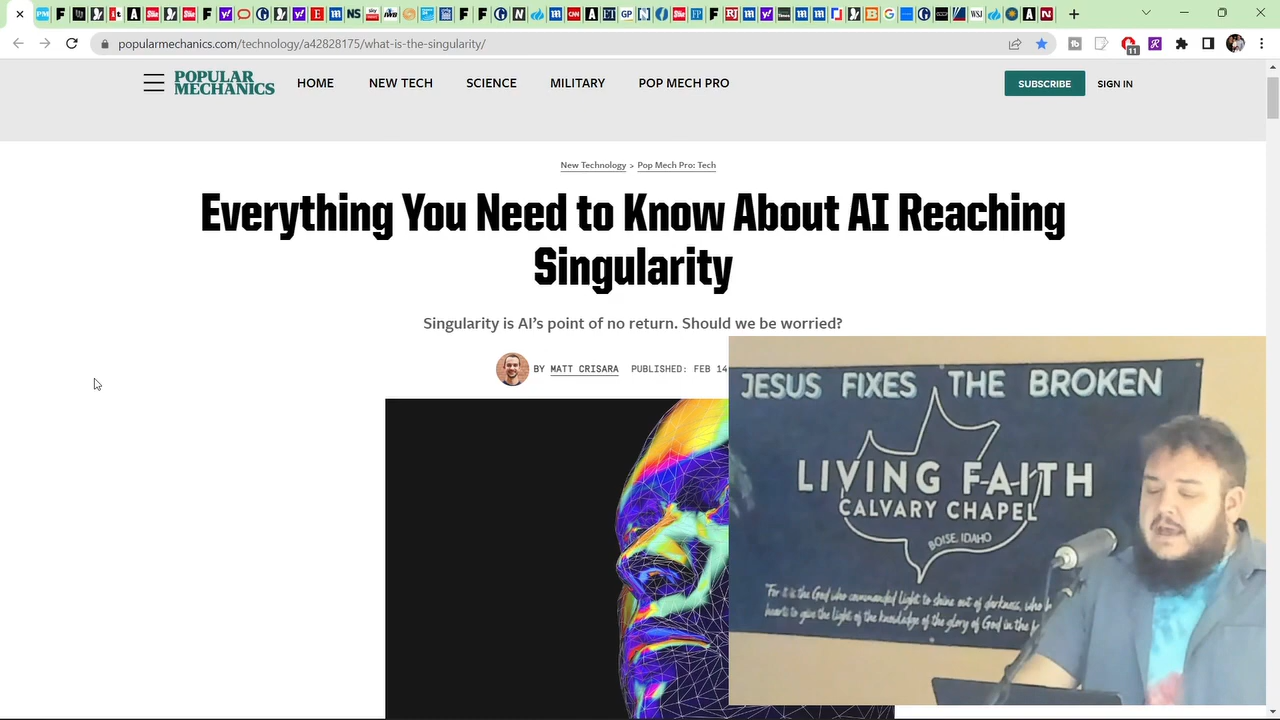 popularmechanics.com/technology/a42829175/what-is-the-singularity/
11
POPULAR
MECHANICS
HOME
NEW TECH
SCIENCE
MILITARY
POP MECH PRO
SUBSCRIBE
SIGN IN
New Technology > Pop Mech Pro: Tech
Everything You Need to Know About AI Reaching
Singularity
Singularity is AI's point of no return. Should we be worried?
BY MATT CRISARA PUBLISHED: FEB 14
JESUS FIXES THE BROKEN
LIVING FAITH
CALVARY CHAPEL
BOISE, IDAHO
"For it is the God who commanded light to shine out of darkness, who
hearts to give the light of the knowledge of the glory of God in the